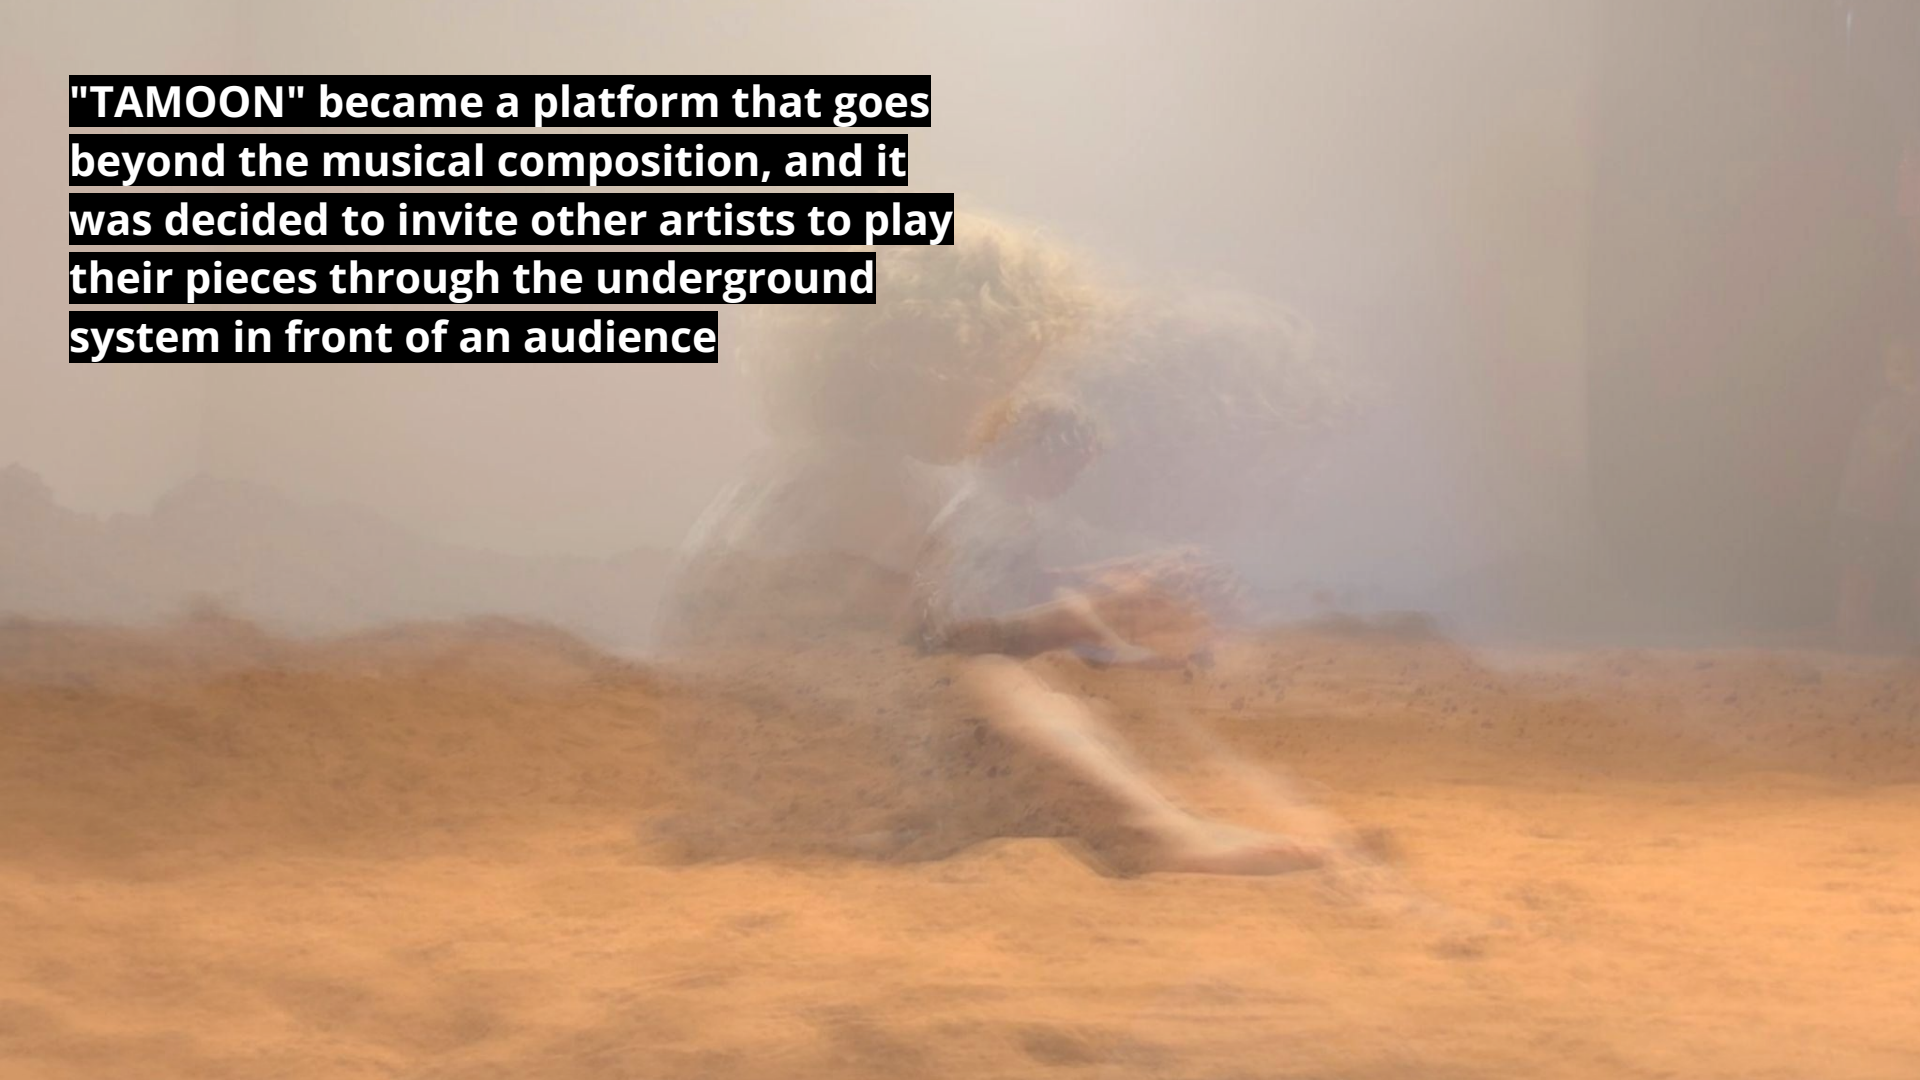 "TAMOON" became a platform that goes
beyond the musical composition, and it
was decided to invite other artists to play
their pieces through the underground
system in front of an audience